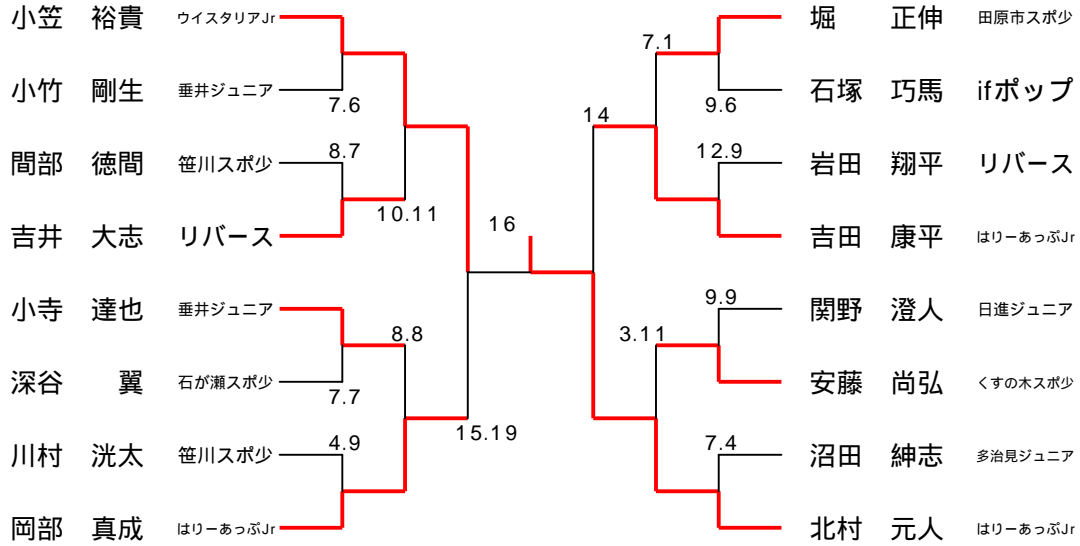 小笠 裕貴 ウイスタリアJr
7.6
小竹 剛生 垂井ジュニア
間部 徳間 笹川スポ少
8.7
10.11
吉井 大志 リバース
小寺 達也 垂井ジュニア
8.8
深谷 翼 石が瀬スポ少
7.7
川村 洸太 笹川スポ少
4.9
15.19
岡部 真成 はりーあっぷJr
16
堀 正伸 田原市スポ少
7.1
石塚 巧馬 ifポップ
9.6
14
岩田 翔平 リバース
12.9
吉田 康平 はりーあっぷJr
関野 澄人 日進ジュニア
9.9
3.11
安藤 尚弘 くすの木スポ少
沼田 紳志 多治見ジュニア
7.4
北村 元人 はりーあっぷJr